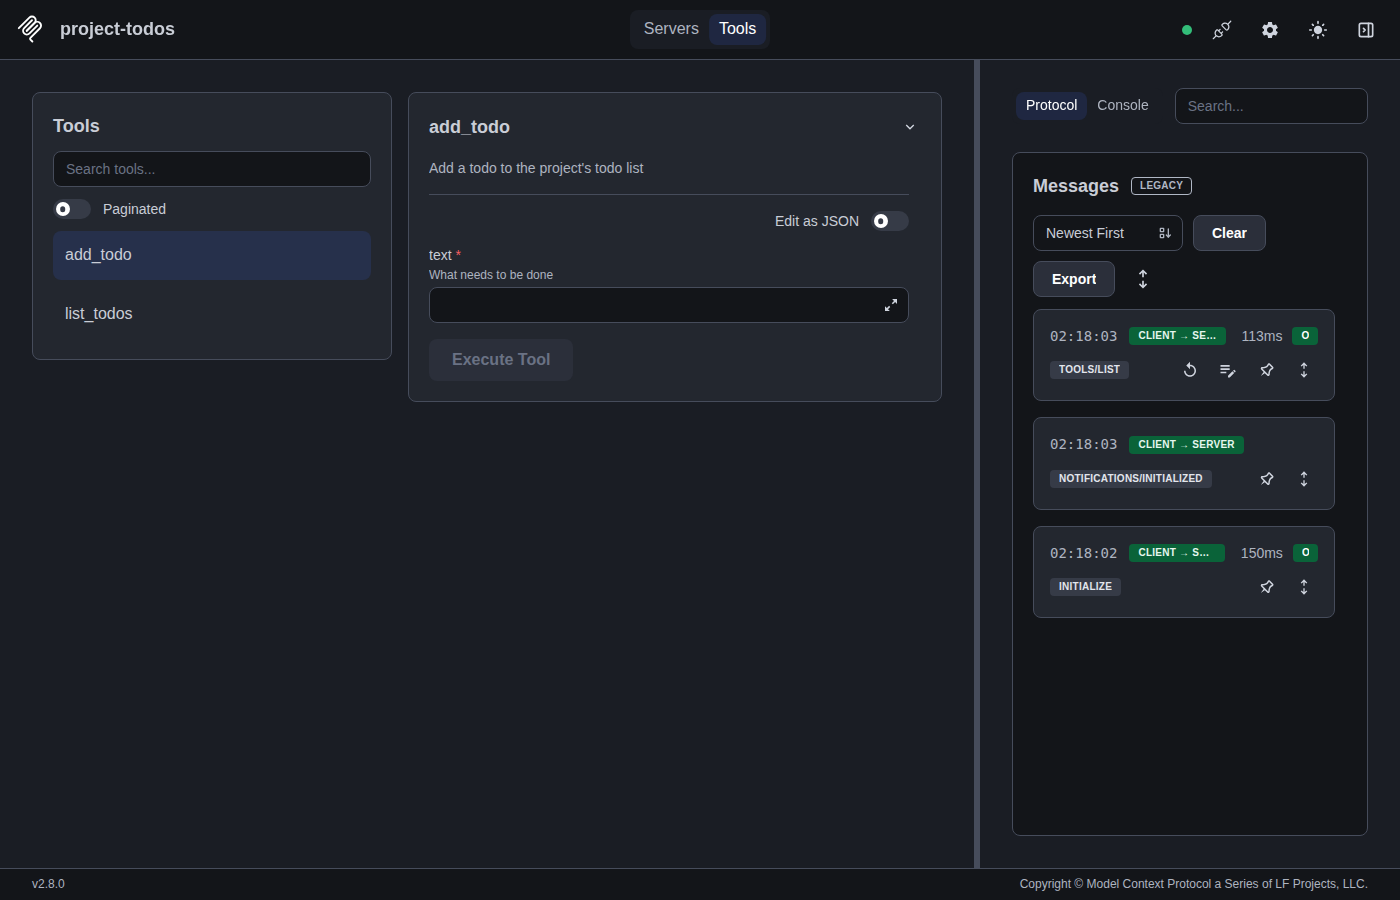 project-todos
Servers Tools
Tools
Search tools...
Paginated
add_todo
list_todos
add_todo
Add a todo to the project's todo list
Edit as JSON
text *
What needs to be done
Execute Tool
Protocol Console Search...
Messages LEGACY
Newest First Clear
Export
02:18:03 CLIENT → SE... 113ms
TOOLS/LIST
02:18:03 CLIENT → SERVER
NOTIFICATIONS/INITIALIZED
02:18:02 CLIENT → S... 150ms
INITIALIZE
v2.8.0
Copyright © Model Context Protocol a Series of LF Projects, LLC.